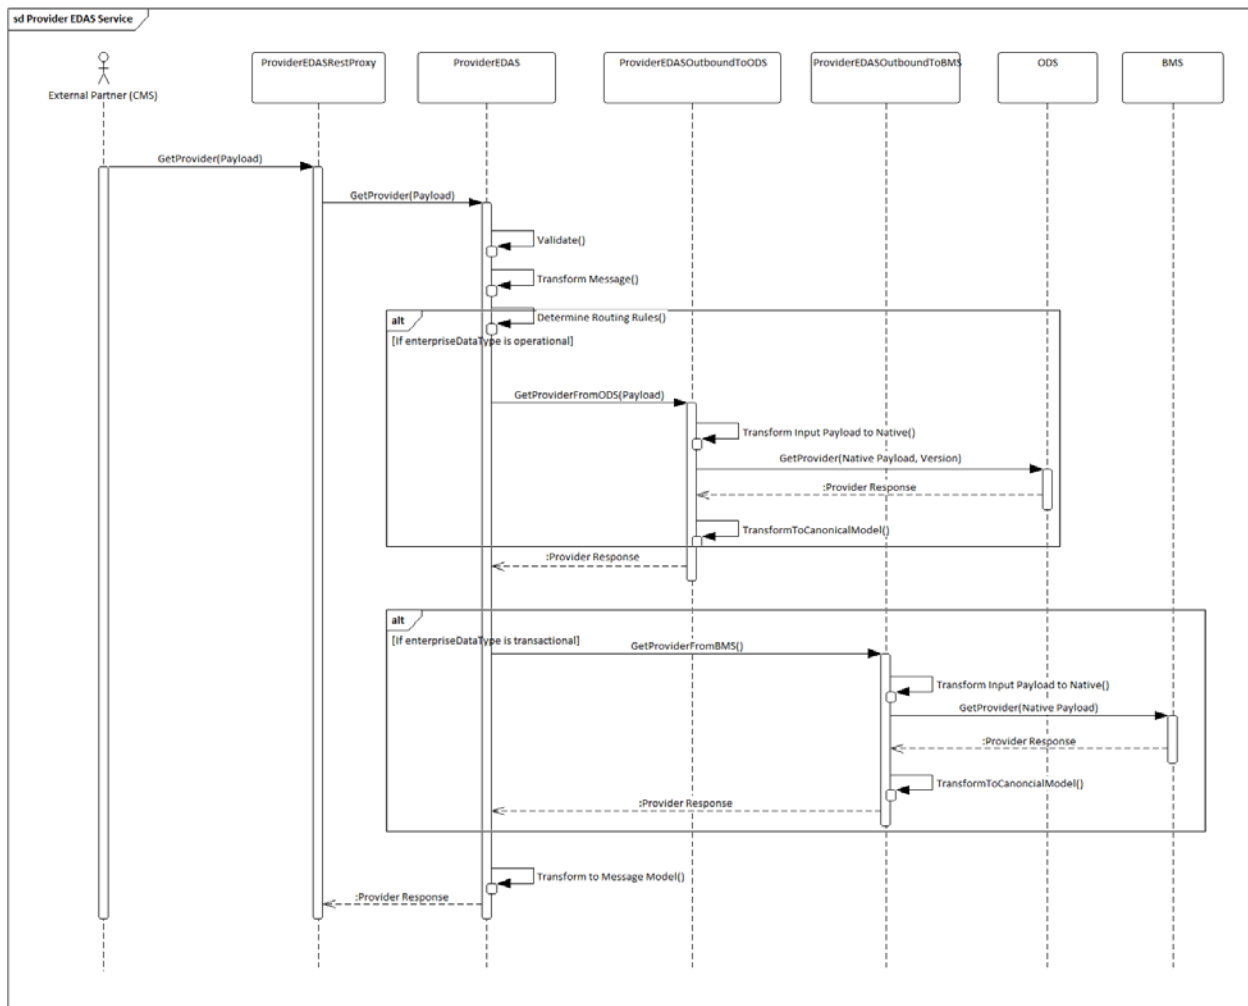 sd Provider EDAS Service
External Partner (CMS)
ProviderEDASRestProxy
ProviderEDAS
ProviderEDASOutboundToODS
ProviderEDASOutboundToBMS
ODS
BMS
GetProvider(Payload)
GetProvider(Payload)
Validate()
Transform Message()
Determine Routing Rules()
alt
[If enterpriseDataType is operational]
GetProviderFromODS(Payload)
Transform Input Payload to Native()
GetProvider(Native Payload, Version)
:Provider Response
TransformToCanonicalModel()
:Provider Response
alt
[If enterpriseDataType is transactional]
GetProviderFromBMS()
Transform Input Payload to Native()
GetProvider(Native Payload)
:Provider Response
TransformToCanoncialModel()
:Provider Response
Transform to Message Model()
:Provider Response